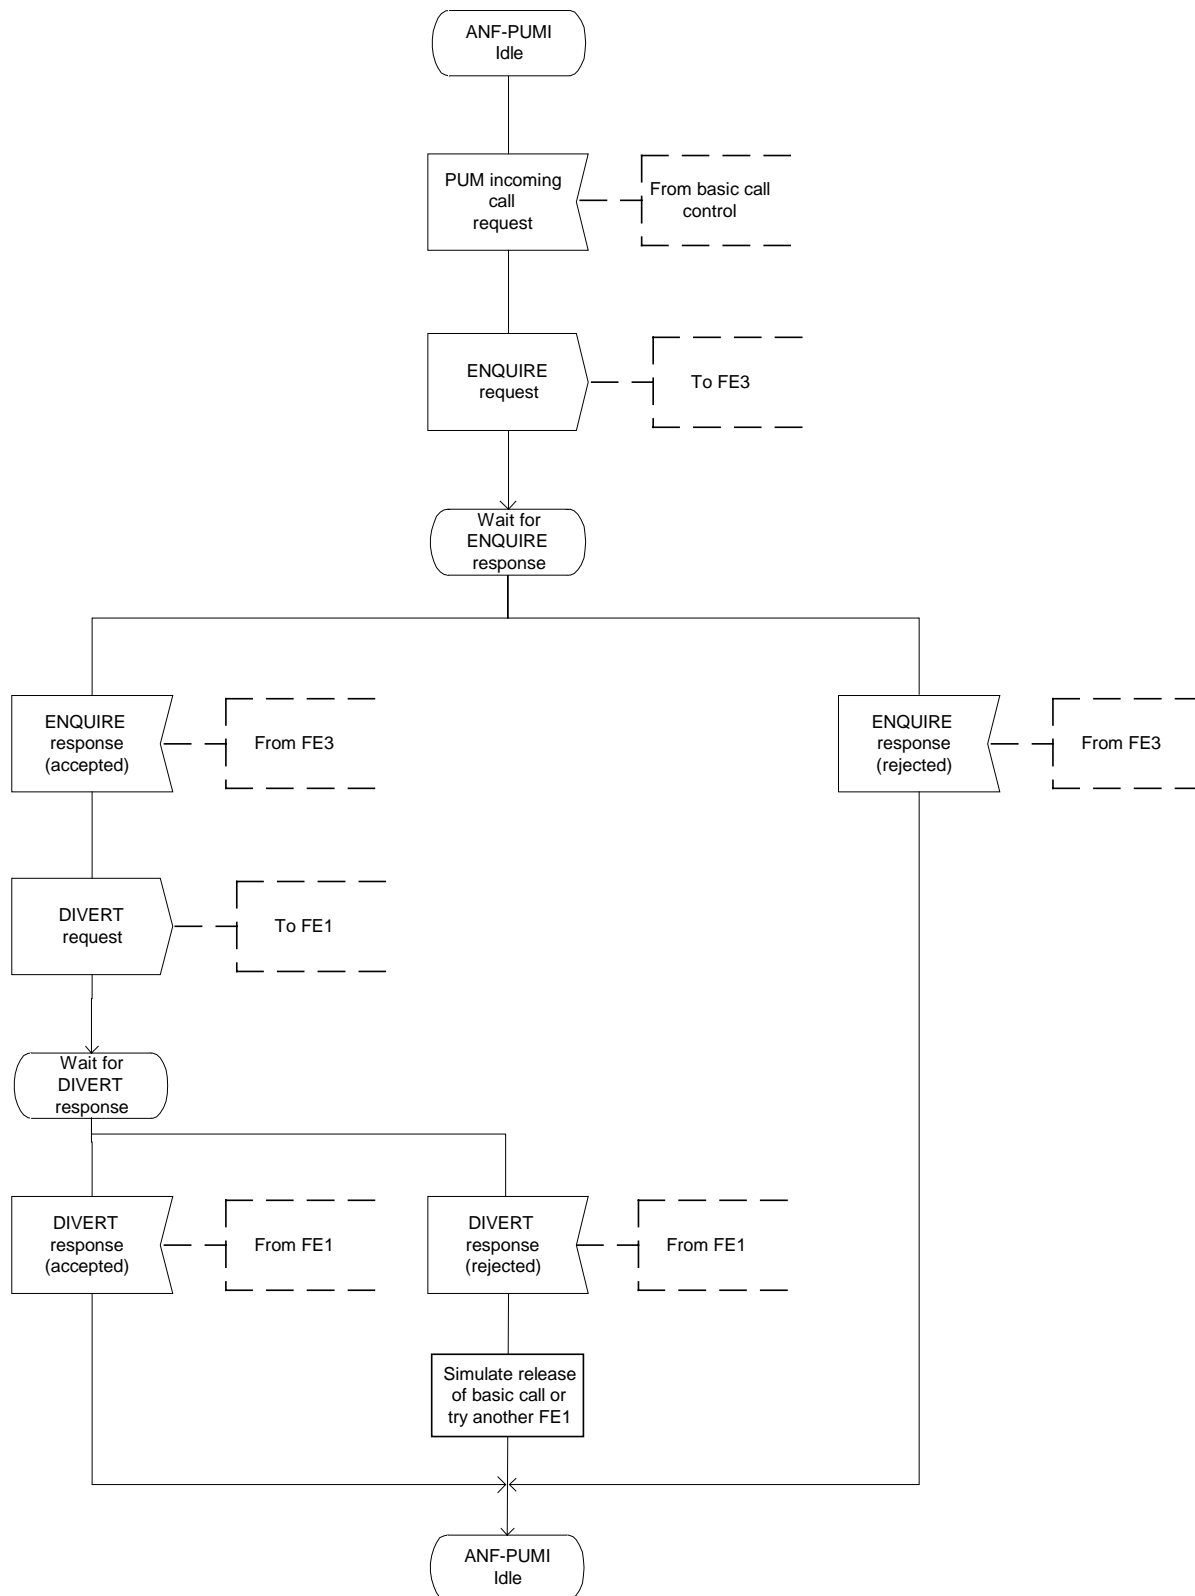 ANF-PUMI
Idle
PUM incoming
call
request
From basic call
control
ENQUIRE
request
To FE3
Wait for
ENQUIRE
response
ENQUIRE
response
(accepted)
From FE3
ENQUIRE
response
(rejected)
From FE3
DIVERT
request
To FE1
Wait for
DIVERT
response
DIVERT
response
(accepted)
From FE1
DIVERT
response
(rejected)
From FE1
Simulate release
of basic call or
try another FE1
ANF-PUMI
Idle